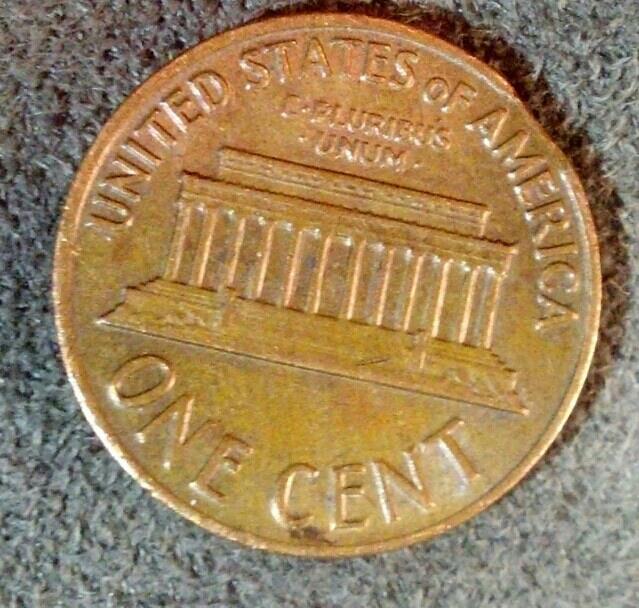 UNITED STATES OF AMERICA
E·PLURIBUS
·UNUM·
ONE CENT